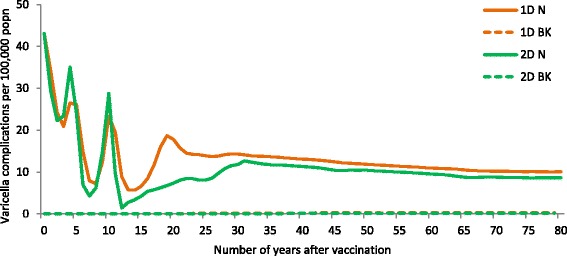 Varicella complications per 100,000 popn
50
40
30
20
10
0
0 5 10 15 20 25 30 35 40 45 50 55 60 65 70 75 80
Number of years after vaccination
1D N
1D BK
2D N
2D BK